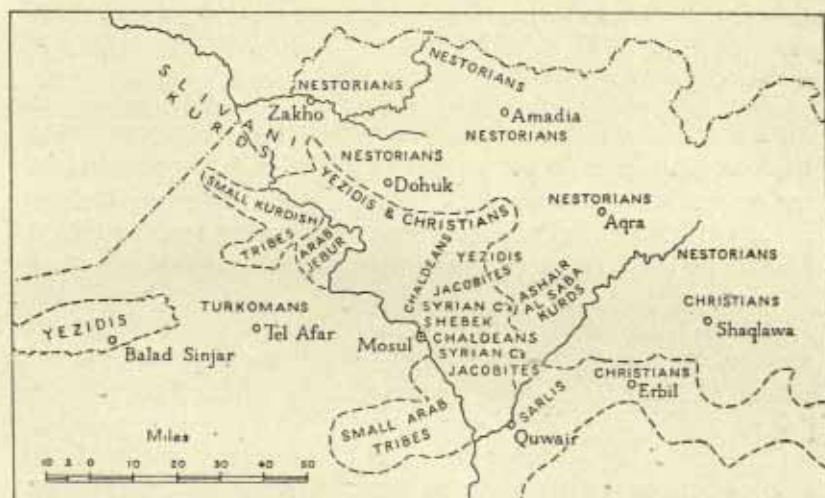 NESTORIANS
NESTORIANS
SLIVANI
KURDS
Zakho
Amadia
NESTORIANS
NESTORIANS
Dohuk
YEZIDIS & CHRISTIANS
SMALL KURDISH
TRIBES
ARAB
JEBUR
NESTORIANS
Aqra
CHALDEANS
YEZIDIS
JACOBITES
SYRIAN Cs
SHEBEK
CHALDEANS
SYRIAN Cs
JACOBITES
ASHAIR
AL SABA
KURDS
NESTORIANS
CHRISTIANS
Shaqlawa
TURKOMANS
Tel Afar
YEZIDIS
Balad Sinjar
Mosul
CHRISTIANS
Erbil
SARLIS
SMALL ARAB
TRIBES
Quwair
Miles
10 5 0 10 20 30 40 50